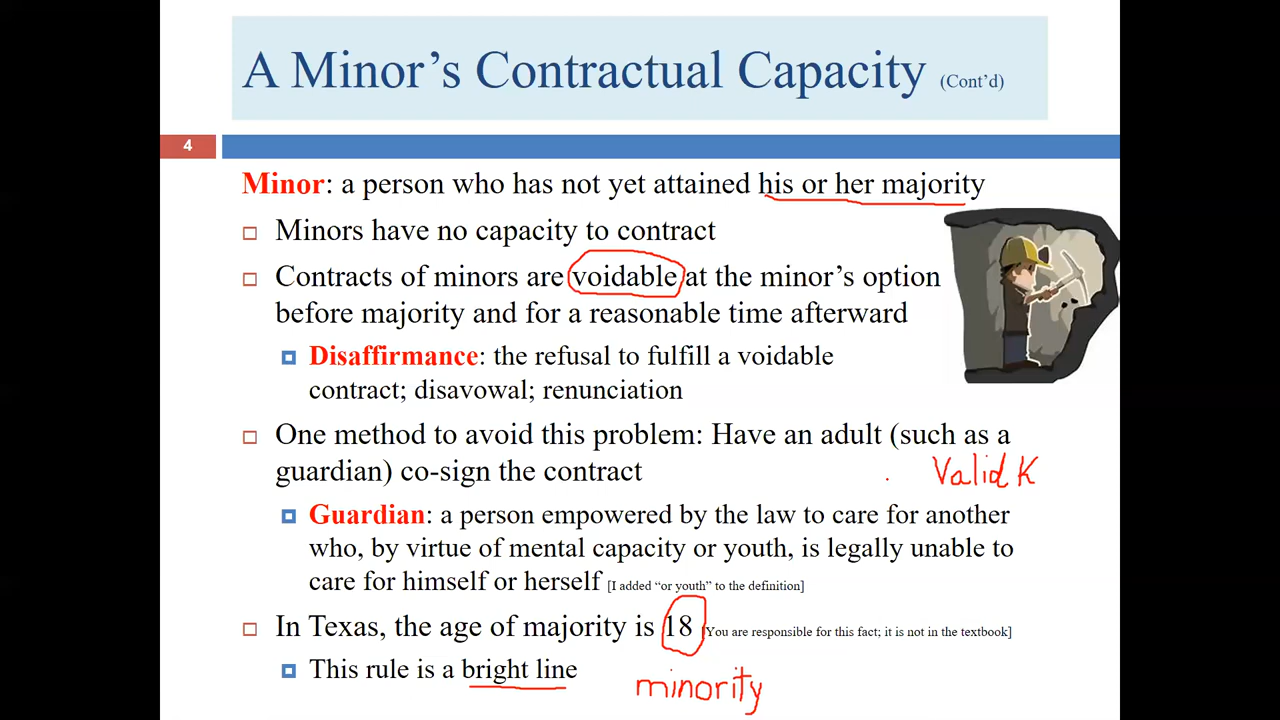 A Minor’s Contractual Capacity (Cont’d)
4
Minor: a person who has not yet attained his or her majority
Minors have no capacity to contract
Contracts of minors are voidable at the minor’s option
before majority and for a reasonable time afterward
Disaffirmance: the refusal to fulfill a voidable
contract; disavowal; renunciation
One method to avoid this problem: Have an adult (such as a
guardian) co-sign the contract
Valid K
Guardian: a person empowered by the law to care for another
who, by virtue of mental capacity or youth, is legally unable to
care for himself or herself [I added “or youth” to the definition]
In Texas, the age of majority is 18 [You are responsible for this fact; it is not in the textbook]
This rule is a bright line
minority